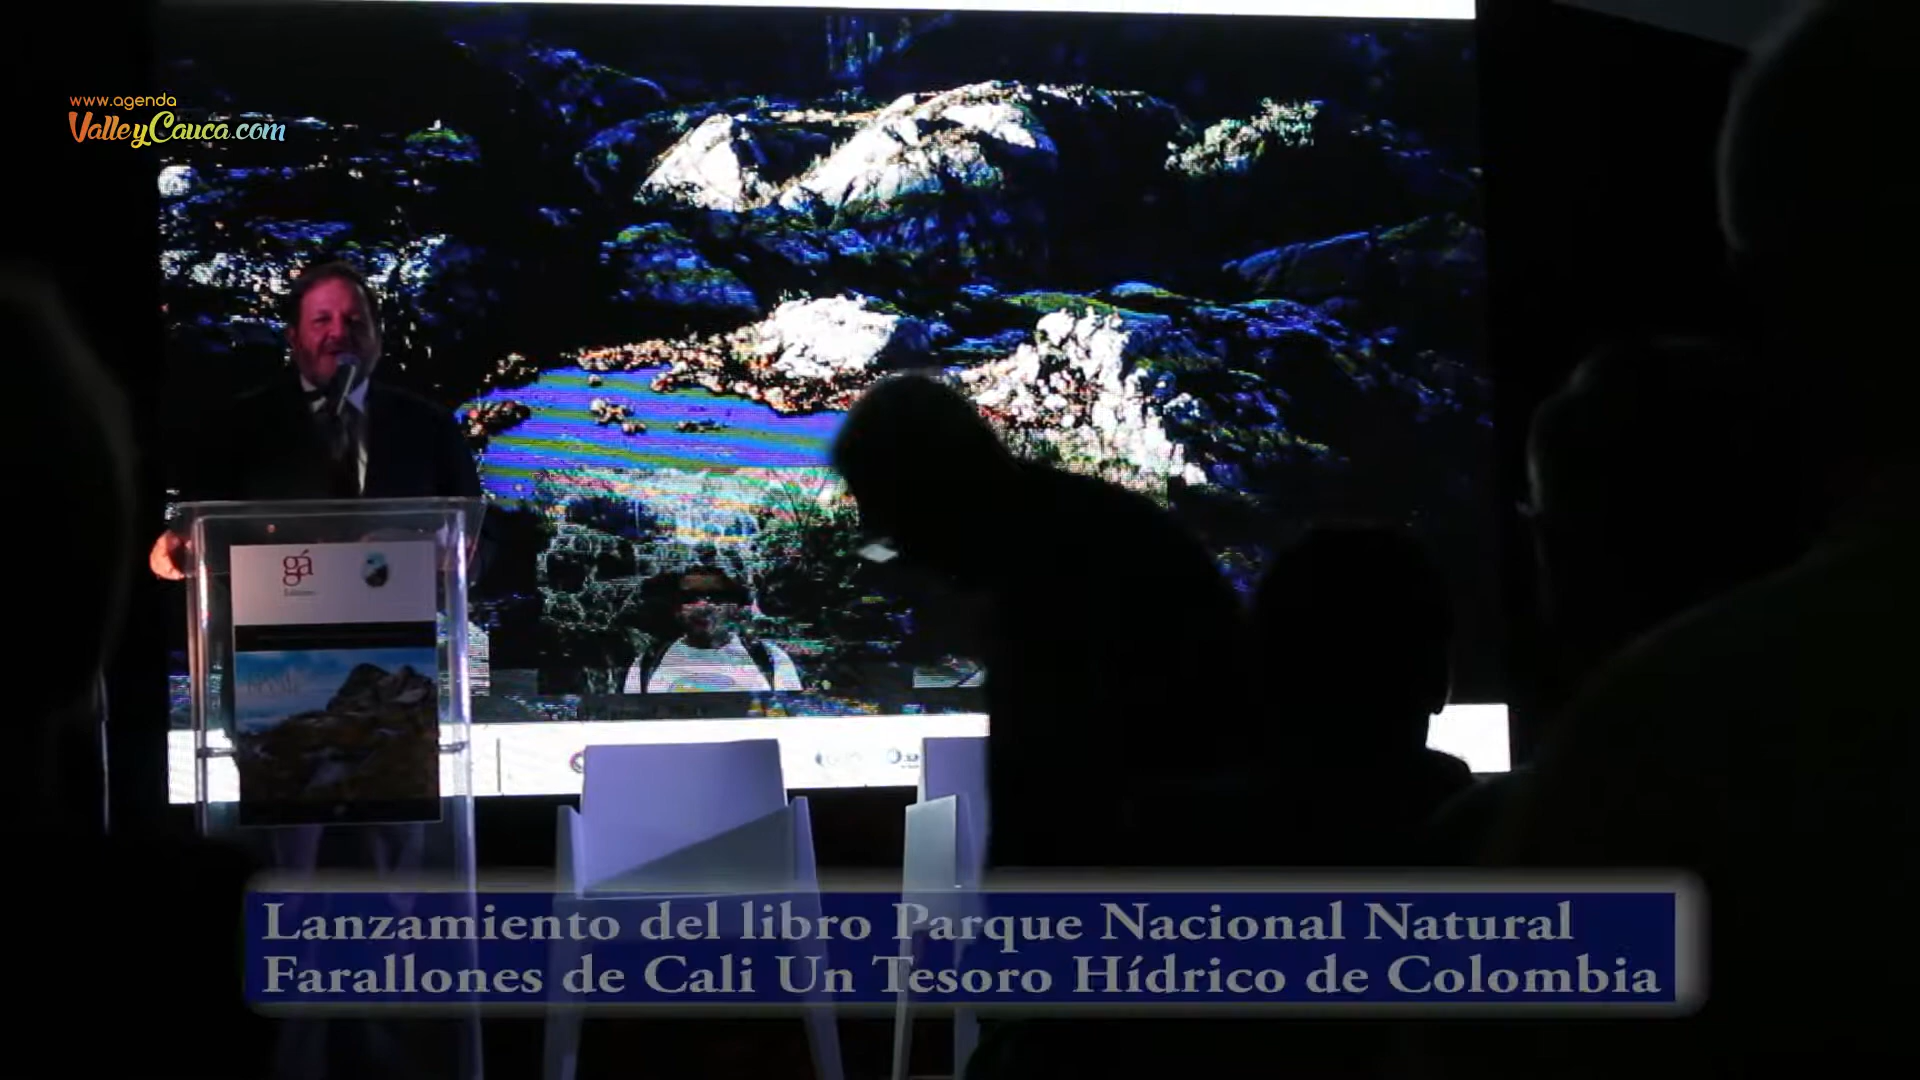 www.agenda
ValleyCauca.com
gá
Lanzamiento del libro Parque Nacional Natural
Farallones de Cali Un Tesoro Hídrico de Colombia